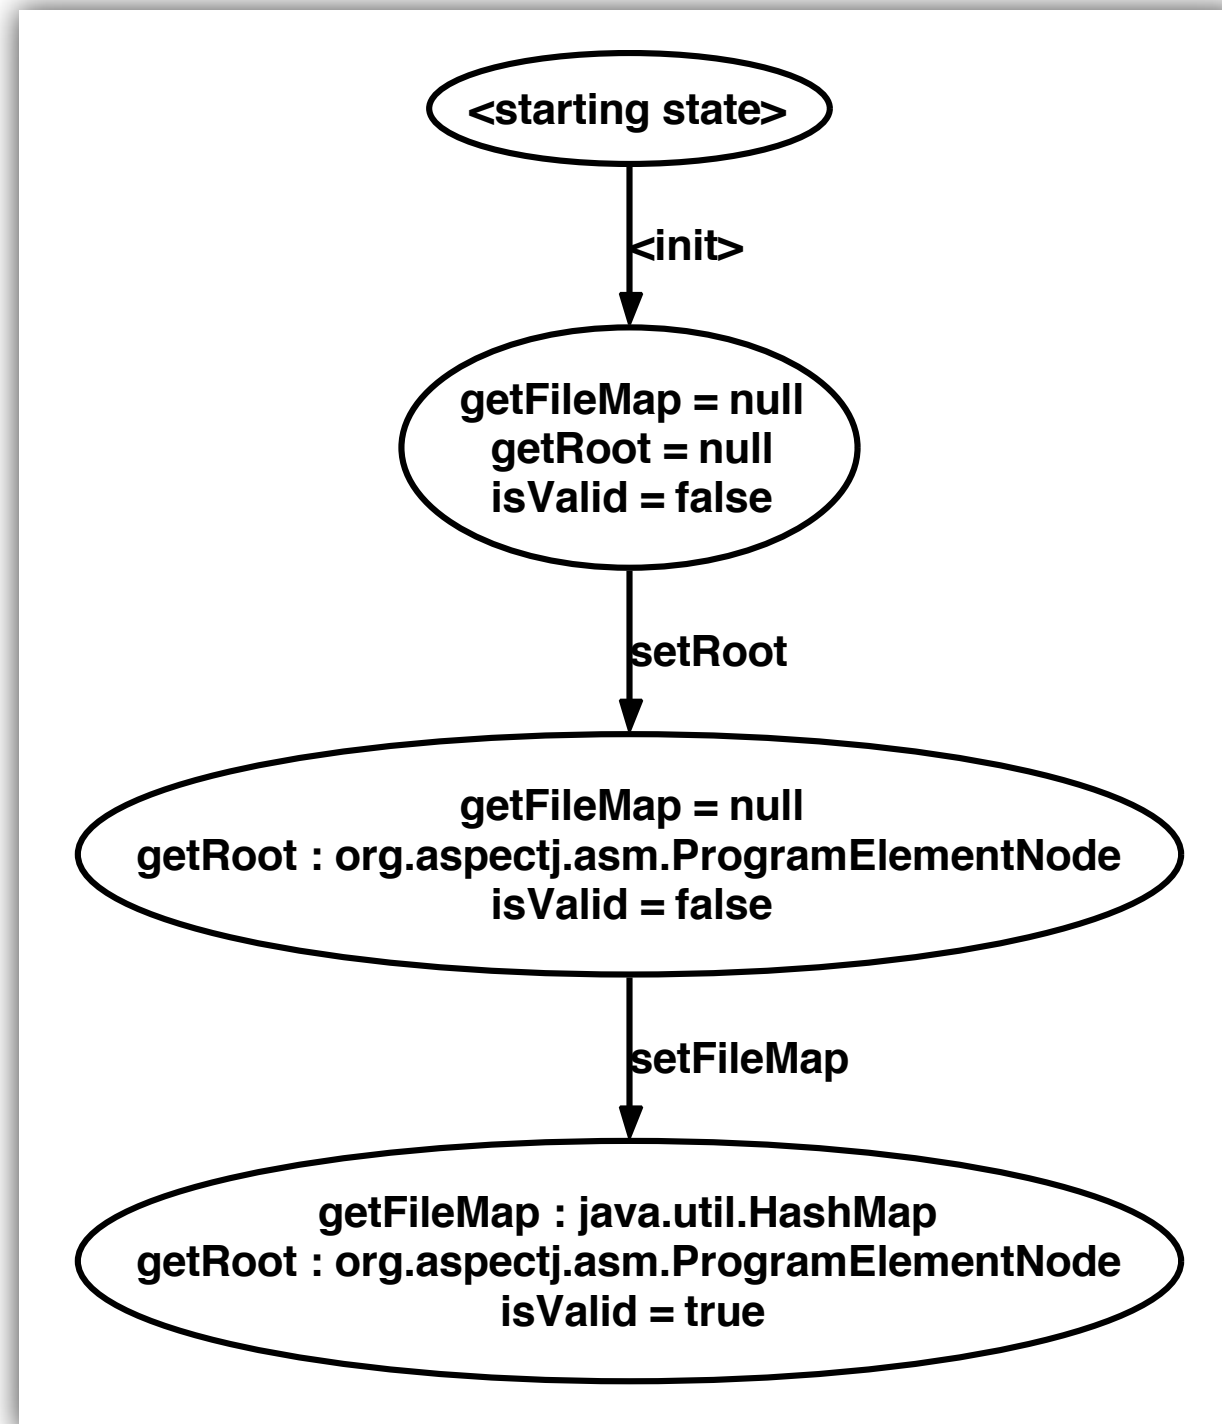 <starting state>
<init>
getFileMap = null
getRoot = null
isValid = false
setRoot
getFileMap = null
getRoot : org.aspectj.asm.ProgramElementNode
isValid = false
setFileMap
getFileMap : java.util.HashMap
getRoot : org.aspectj.asm.ProgramElementNode
isValid = true